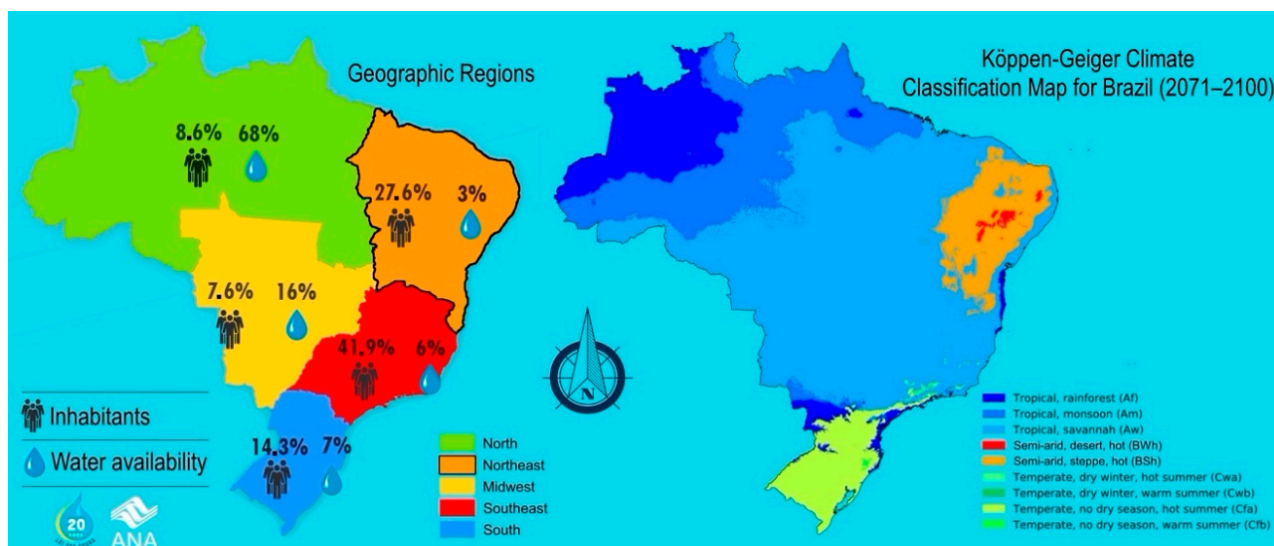 Geographic Regions
8.6% 68%
27.6% 3%
7.6% 16%
41.9% 6%
14.3% 7%
Inhabitants
Water availability
20
ANA
North
Northeast
Midwest
Southeast
South
N
Köppen-Geiger Climate
Classification Map for Brazil (2071–2100)
Tropical, rainforest (Af)
Tropical, monsoon (Am)
Tropical, savannah (Aw)
Semi-arid, desert, hot (BWh)
Semi-arid, steppe, hot (BSh)
Temperate, dry winter, hot summer (Cwa)
Temperate, dry winter, warm summer (Cwb)
Temperate, no dry season, hot summer (Cfa)
Temperate, no dry season, warm summer (Cfb)